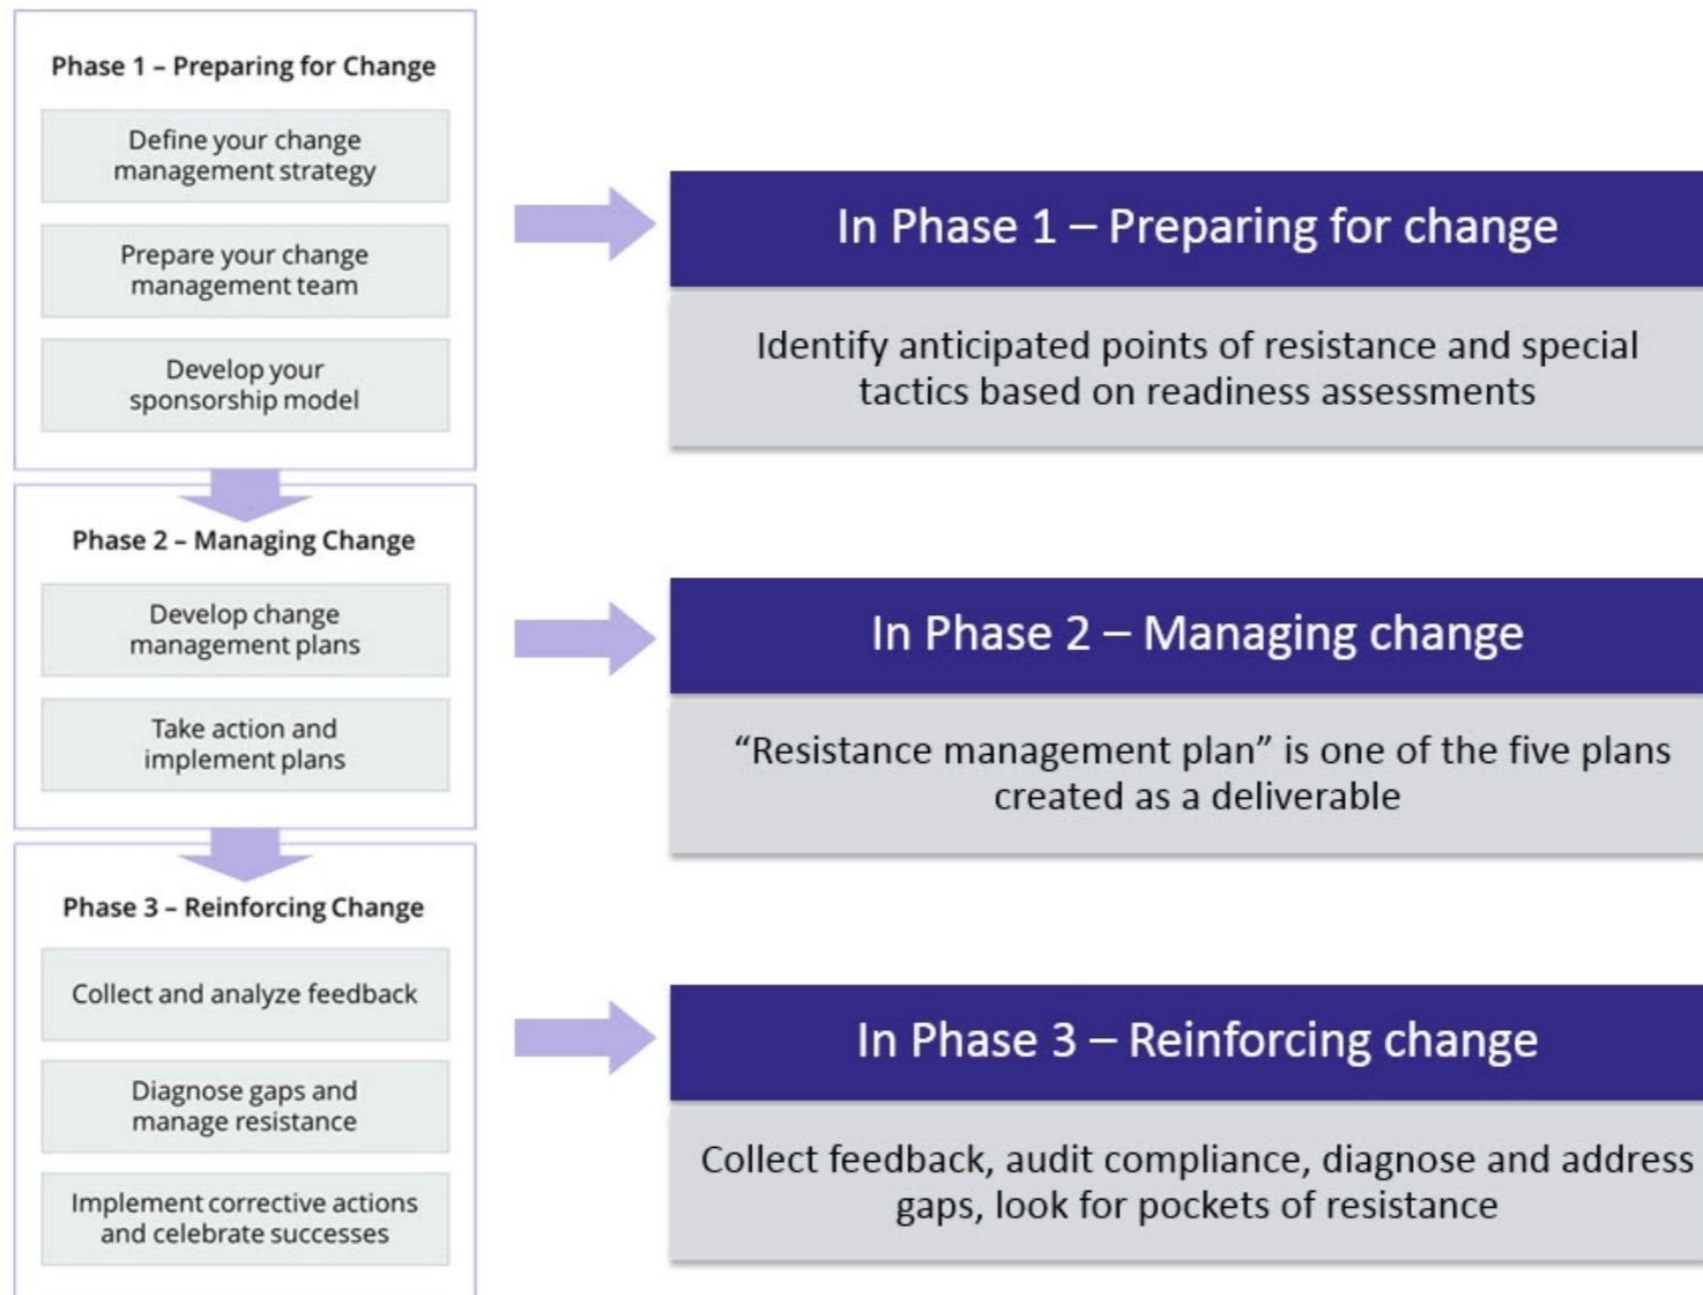 Phase 1 – Preparing for Change
Define your change
management strategy
Prepare your change
management team
Develop your
sponsorship model
In Phase 1 – Preparing for change
Identify anticipated points of resistance and special
tactics based on readiness assessments
Phase 2 – Managing Change
Develop change
management plans
Take action and
implement plans
In Phase 2 – Managing change
“Resistance management plan” is one of the five plans
created as a deliverable
Phase 3 – Reinforcing Change
Collect and analyze feedback
Diagnose gaps and
manage resistance
Implement corrective actions
and celebrate successes
In Phase 3 – Reinforcing change
Collect feedback, audit compliance, diagnose and address
gaps, look for pockets of resistance